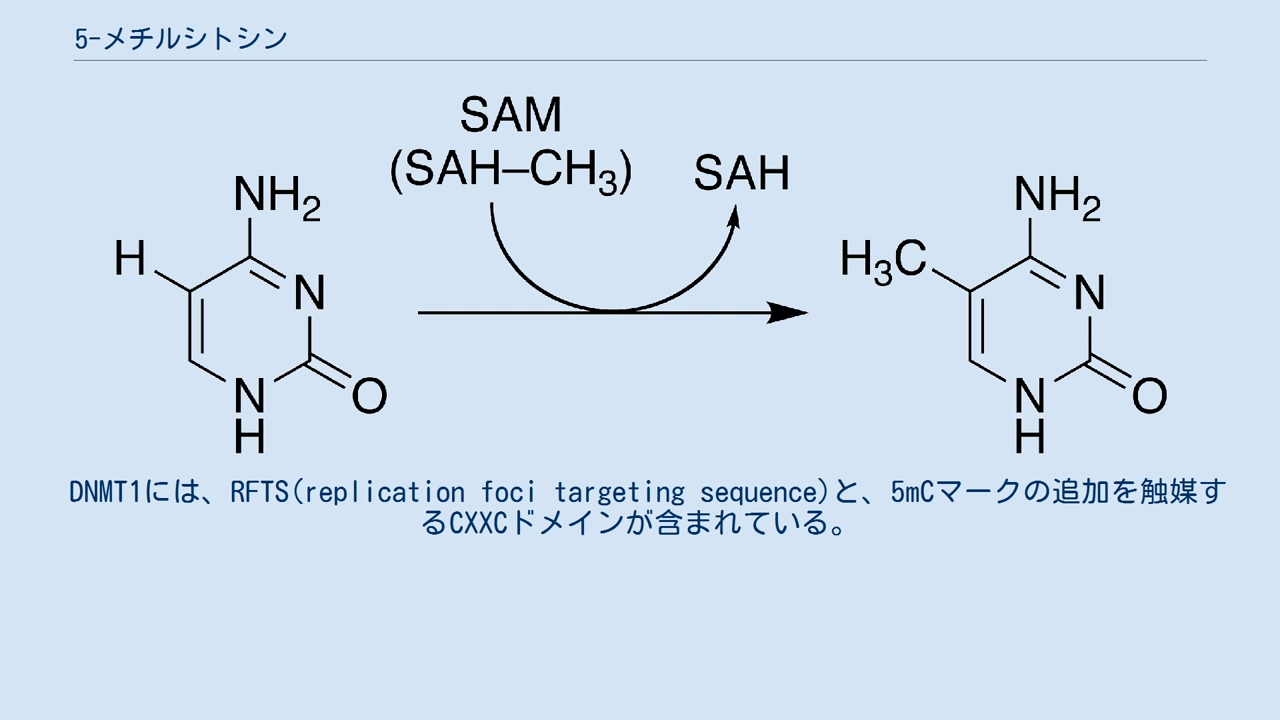 5-メチルシトシン
SAM
(SAH–CH3)
SAH
NH2
H
N
N
H
O
NH2
H3C
N
N
H
O
DNMT1には、RFTS(replication foci targeting sequence)と、5mCマークの追加を触媒す
るCXXCドメインが含まれている。